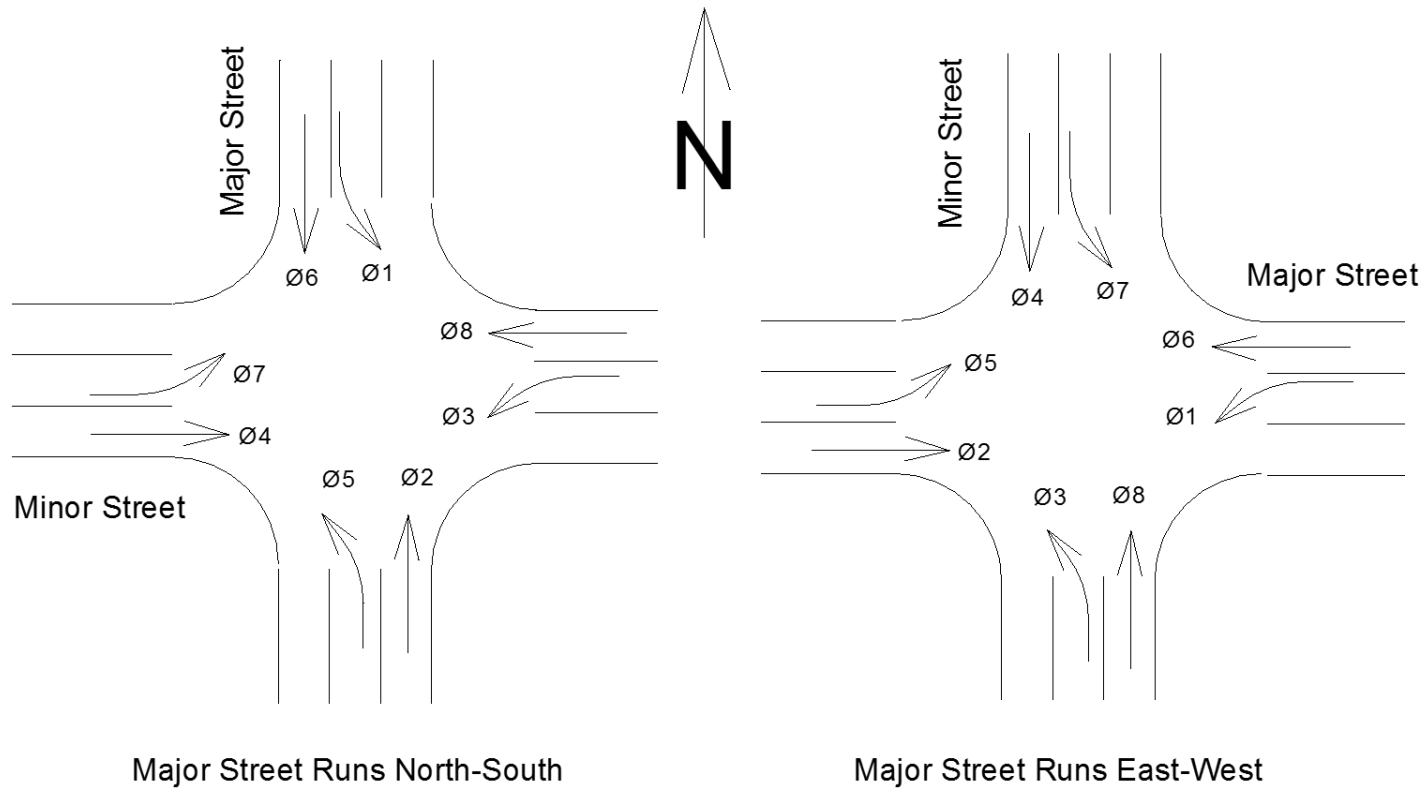 Major Street
N
Minor Street
Major Street
Ø6
Ø1
Ø8
Ø7
Ø3
Ø4
Ø5
Ø2
Minor Street
Ø4
Ø7
Ø6
Ø5
Ø1
Ø2
Ø3
Ø8
Major Street Runs North-South
Major Street Runs East-West